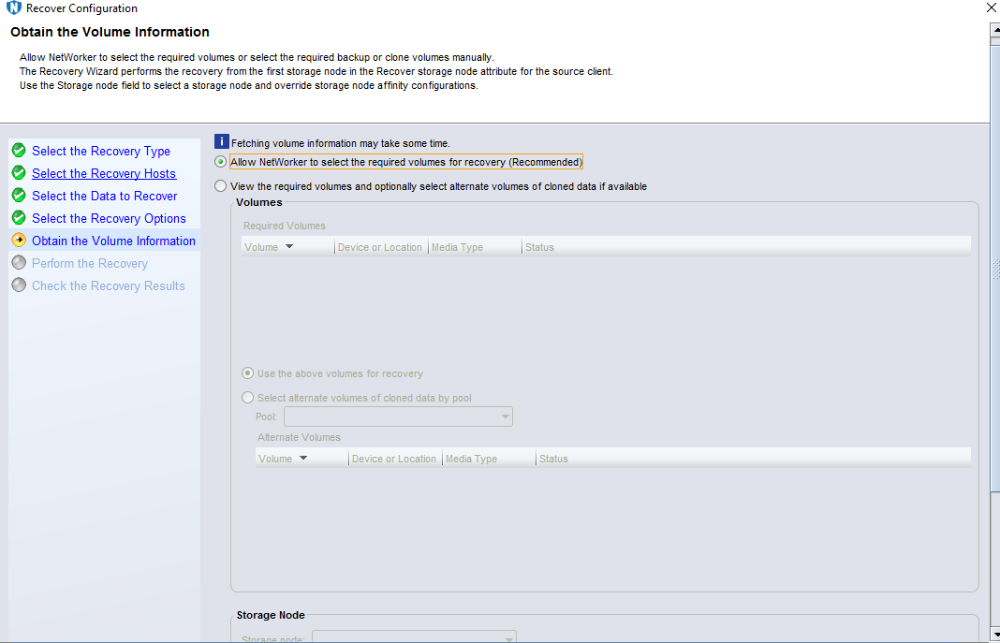 Recover Configuration
Obtain the Volume Information
Allow NetWorker to select the required volumes or select the required backup or clone volumes manually.
The Recovery Wizard performs the recovery from the first storage node in the Recover storage node attribute for the source client.
Use the Storage node field to select a storage node and override storage node affinity configurations.
Select the Recovery Type
Select the Recovery Hosts
Select the Data to Recover
Select the Recovery Options
Obtain the Volume Information
Perform the Recovery
Check the Recovery Results
Fetching volume information may take some time.
Allow NetWorker to select the required volumes for recovery (Recommended)
View the required volumes and optionally select alternate volumes of cloned data if available
Volumes
Required Volumes
Volume Device or Location Media Type Status
Use the above volumes for recovery
Select alternate volumes of cloned data by pool
Pool:
Alternate Volumes
Volume Device or Location Media Type Status
Storage Node
Storage node: